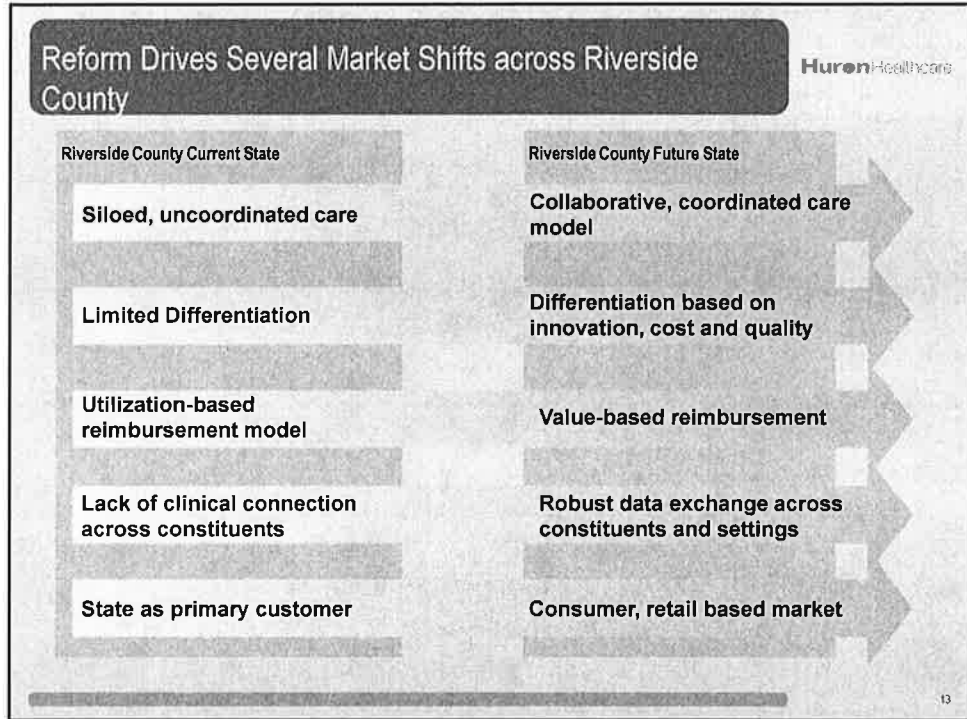 Reform Drives Several Market Shifts across Riverside
County
Huron Healthcare
Riverside County Current State
Riverside County Future State
Siloed, uncoordinated care
Collaborative, coordinated care
model
Limited Differentiation
Differentiation based on
innovation, cost and quality
Utilization-based
reimbursement model
Value-based reimbursement
Lack of clinical connection
across constituents
Robust data exchange across
constituents and settings
State as primary customer
Consumer, retail based market
13